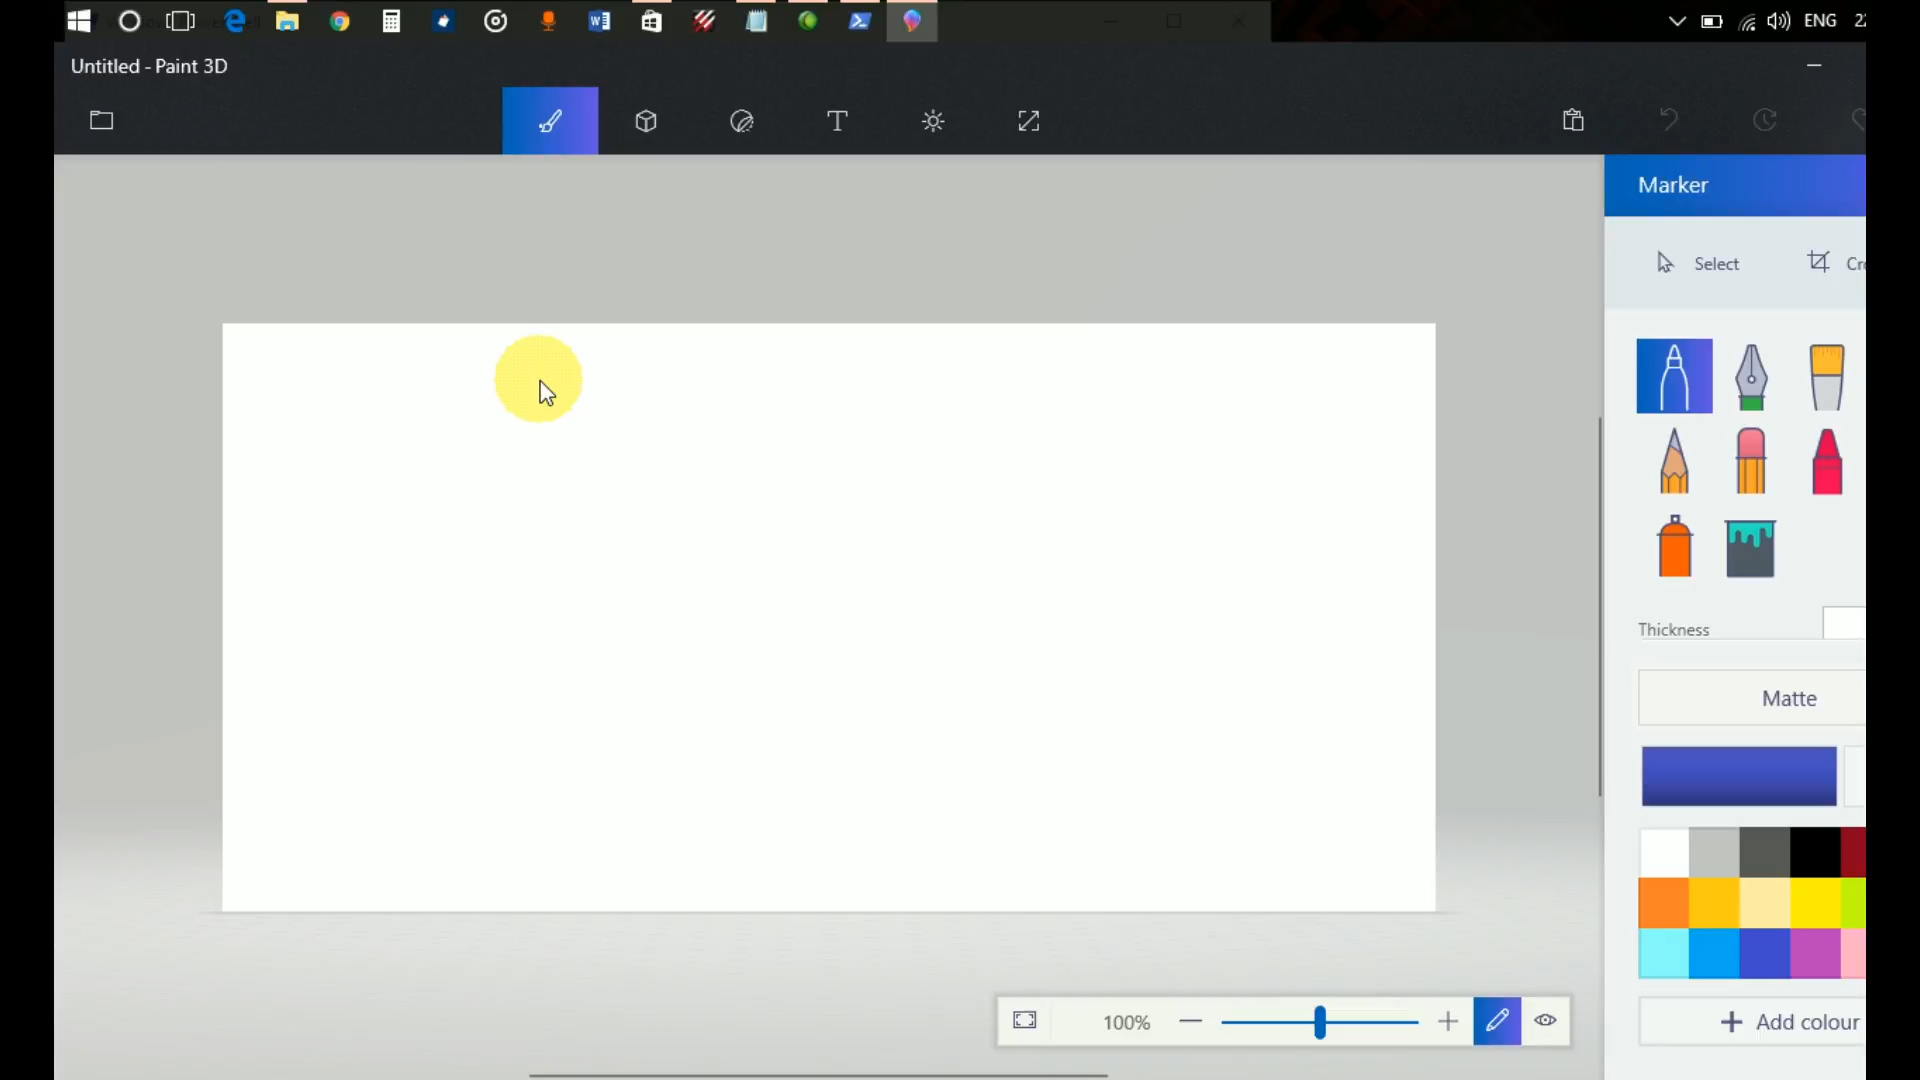 ENG
Untitled - Paint 3D
Marker
Select
Thickness
Matte
100%
Add colour